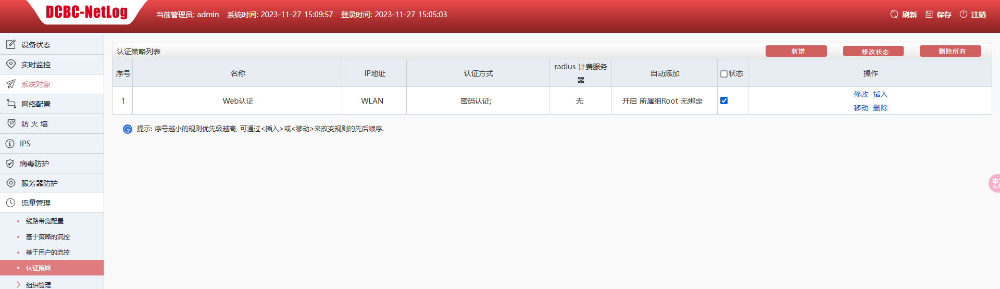 DCBC-NetLog
当前管理员: admin 系统时间: 2023-11-27 15:09:57 登录时间: 2023-11-27 15:05:03
刷新 保存 注销
设备状态
实时监控
系统对象
网络配置
防 火 墙
IPS
病毒防护
服务器防护
流量管理
线路带宽配置
基于策略的流控
基于用户的流控
认证策略
组织管理
认证策略列表 新增 修改状态 删除所有
序号 名称 IP地址 认证方式 radius 计费服务器 自动添加 状态 操作
1 Web认证 WLAN 密码认证; 无 开启 所属组Root 无绑定 修改 插入
移动 删除
提示: 序号越小的规则优先级越高, 可通过<插入>或<移动>来改变规则的先后顺序.